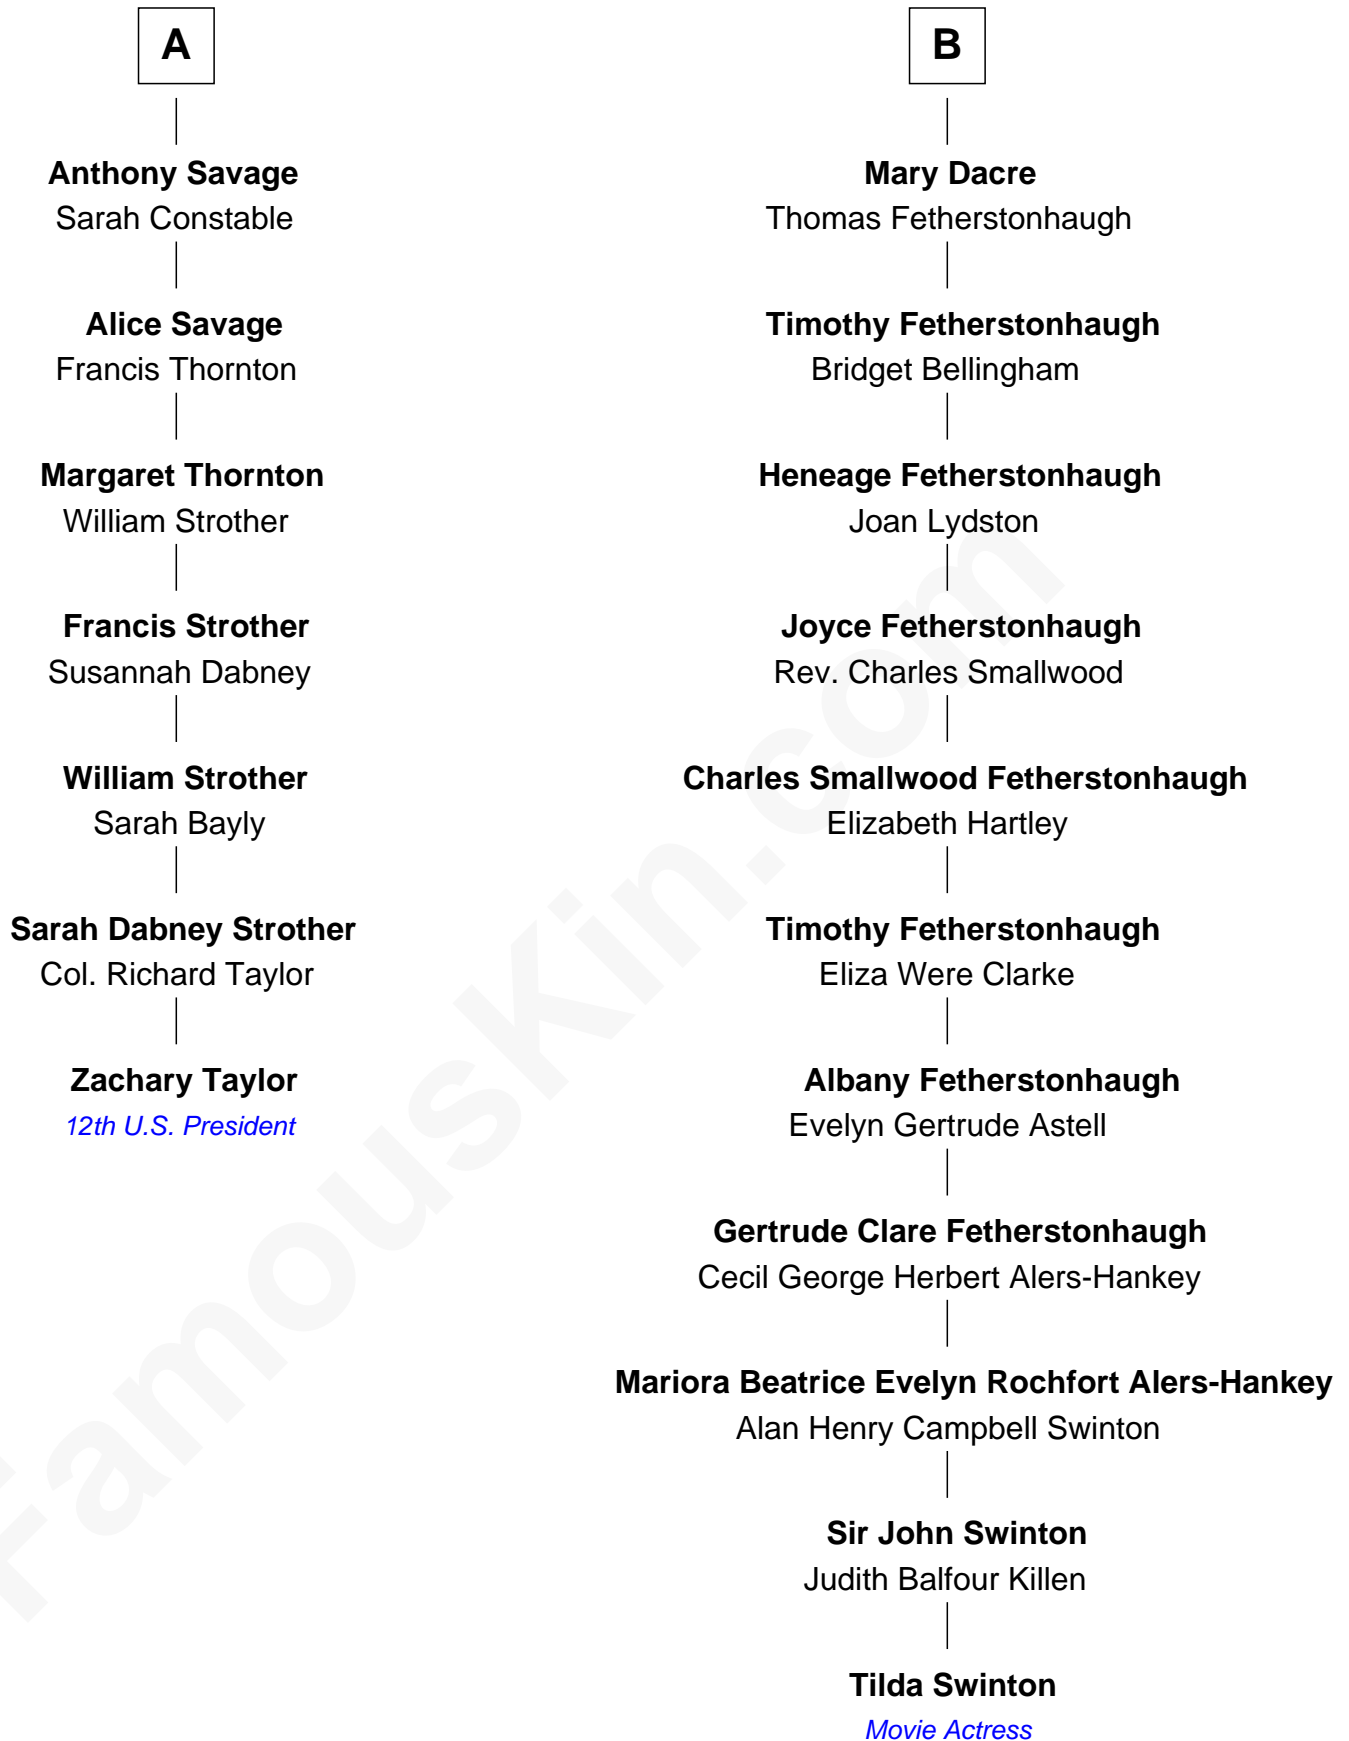 A
Anthony Savage
Sarah Constable
Alice Savage
Francis Thornton
Margaret Thornton
William Strother
Francis Strother
Susannah Dabney
William Strother
Sarah Bayly
Sarah Dabney Strother
Col. Richard Taylor
Zachary Taylor
12th U.S. President
B
Mary Dacre
Thomas Fetherstonhaugh
Timothy Fetherstonhaugh
Bridget Bellingham
Heneage Fetherstonhaugh
Joan Lydston
Joyce Fetherstonhaugh
Rev. Charles Smallwood
Charles Smallwood Fetherstonhaugh
Elizabeth Hartley
Timothy Fetherstonhaugh
Eliza Were Clarke
Albany Fetherstonhaugh
Evelyn Gertrude Astell
Gertrude Clare Fetherstonhaugh
Cecil George Herbert Alers-Hankey
Mariora Beatrice Evelyn Rochfort Alers-Hankey
Alan Henry Campbell Swinton
Sir John Swinton
Judith Balfour Killen
Tilda Swinton
Movie Actress
FamousKin.com